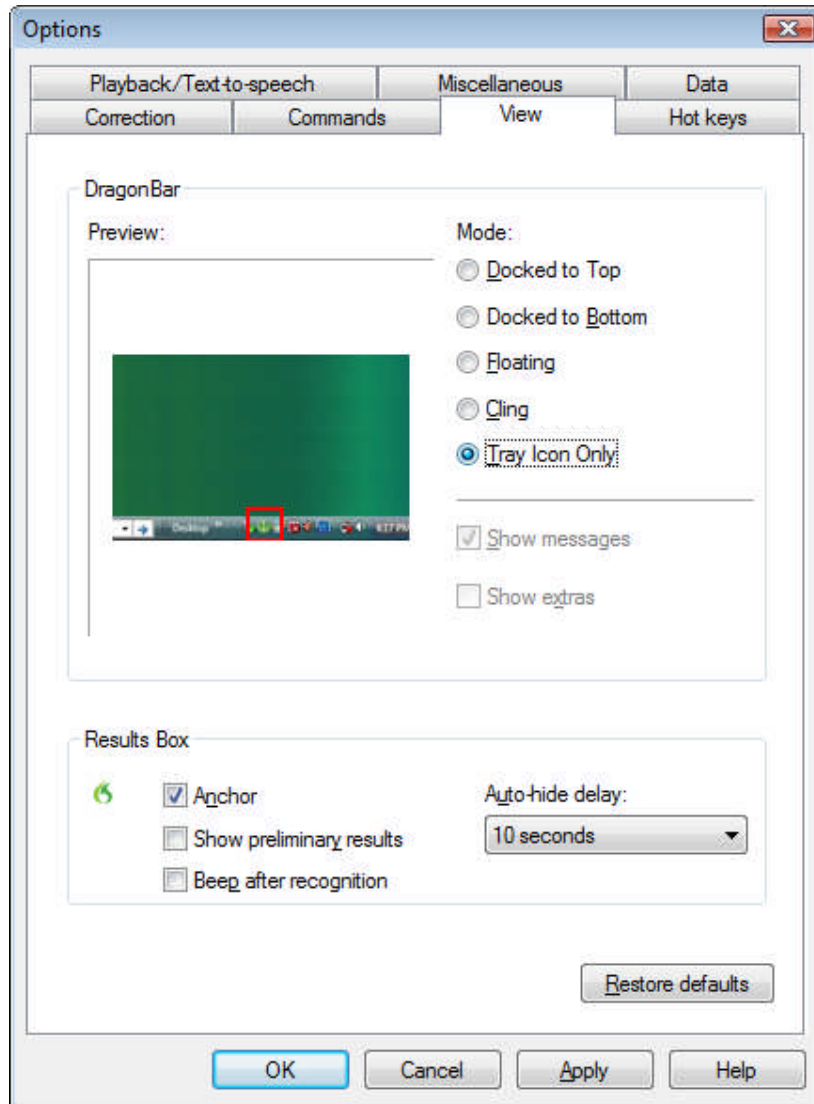 Options
Playback/Text-to-speech Miscellaneous Data
Correction Commands View Hot keys
DragonBar
Preview:
Mode:
Docked to Top
Docked to Bottom
Floating
Cling
Tray Icon Only
Desktop
Show messages
Show extras
Results Box
Anchor
Show preliminary results
Beep after recognition
Auto-hide delay:
10 seconds
Restore defaults
OK Cancel Apply Help